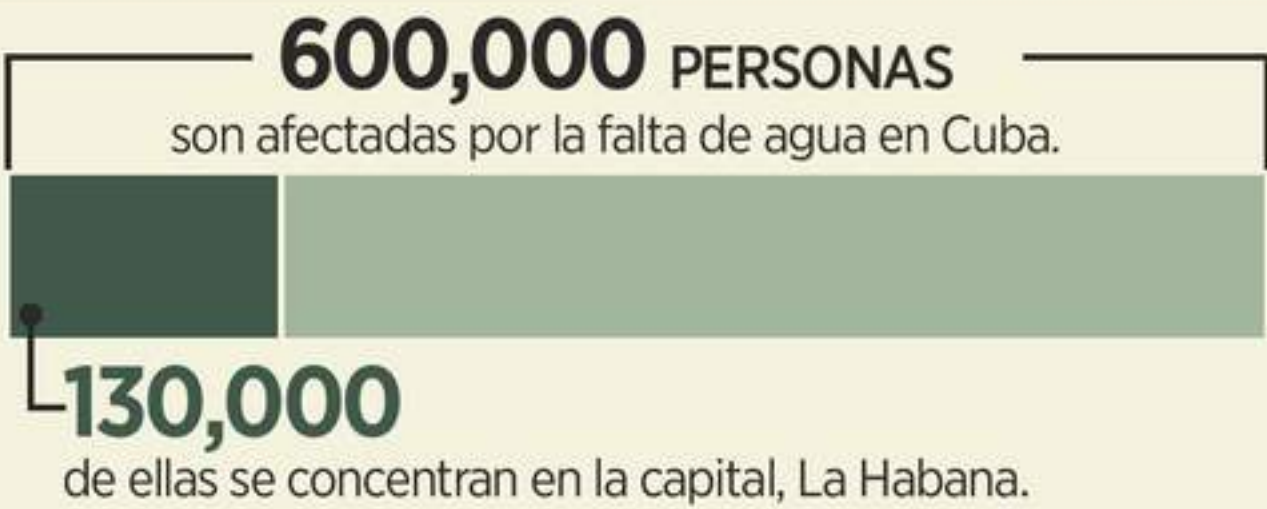 600,000 PERSONAS
son afectadas por la falta de agua en Cuba.
130,000
de ellas se concentran en la capital, La Habana.